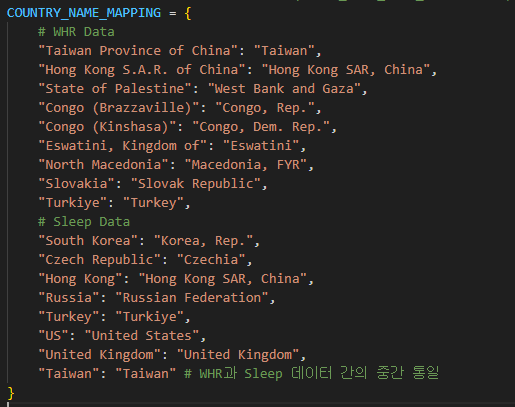 COUNTRY_NAME_MAPPING = {
# WHR Data
"Taiwan Province of China": "Taiwan",
"Hong Kong S.A.R. of China": "Hong Kong SAR, China",
"State of Palestine": "West Bank and Gaza",
"Congo (Brazzaville)": "Congo, Rep.",
"Congo (Kinshasa)": "Congo, Dem. Rep.",
"Eswatini, Kingdom of": "Eswatini",
"North Macedonia": "Macedonia, FYR",
"Slovakia": "Slovak Republic",
"Turkiye": "Turkey",
# Sleep Data
"South Korea": "Korea, Rep.",
"Czech Republic": "Czechia",
"Hong Kong": "Hong Kong SAR, China",
"Russia": "Russian Federation",
"Turkey": "Turkiye",
"US": "United States",
"United Kingdom": "United Kingdom",
"Taiwan": "Taiwan" # WHR과 Sleep 데이터 간의 중간 통일
}